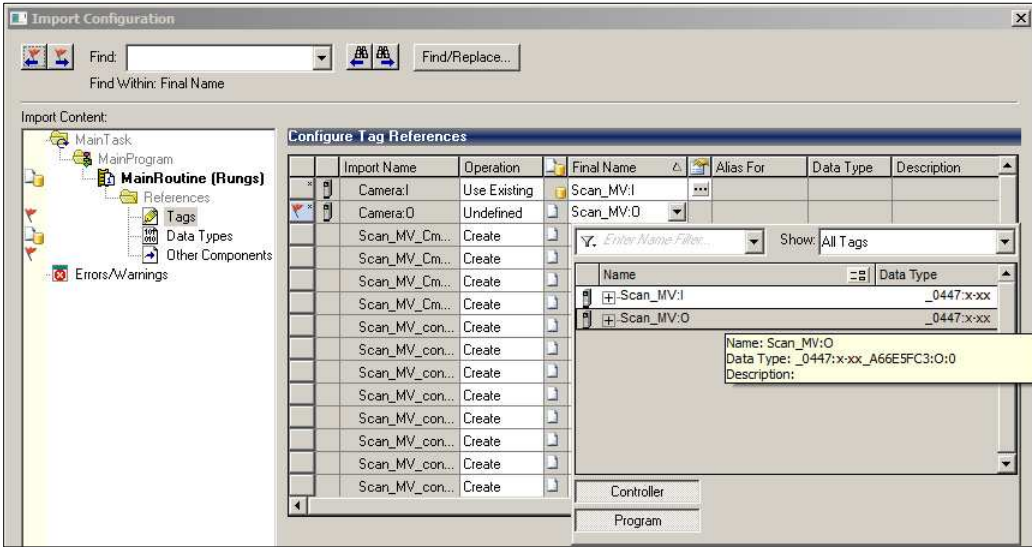 Import Configuration
Find:
Find/Replace...
Find Within: Final Name
Import Content:
MainTask
MainProgram
MainRoutine (Rungs)
References
Tags
Data Types
Other Components
Errors/Warnings
Configure Tag References
Import Name Operation Final Name Alias For Data Type Description
Camera:I Use Existing Scan_MV:I ...
Camera:O Undefined Scan_MV:O
Scan_MV_Cm... Create
Scan_MV_Cm... Create
Scan_MV_Cm... Create
Scan_MV_Cm... Create
Scan_MV_con... Create
Scan_MV_con... Create
Scan_MV_con... Create
Scan_MV_con... Create
Scan_MV_con... Create
Scan_MV_con... Create
Scan_MV_con... Create
Scan_MV_con... Create
Enter Name Filter... Show: All Tags
Name Data Type
Scan_MV:I _0447:x-xx
Scan_MV:O _0447:x-xx
Name: Scan_MV:O
Data Type: _0447:x-xx_A66E5FC3:O:0
Description:
Controller
Program